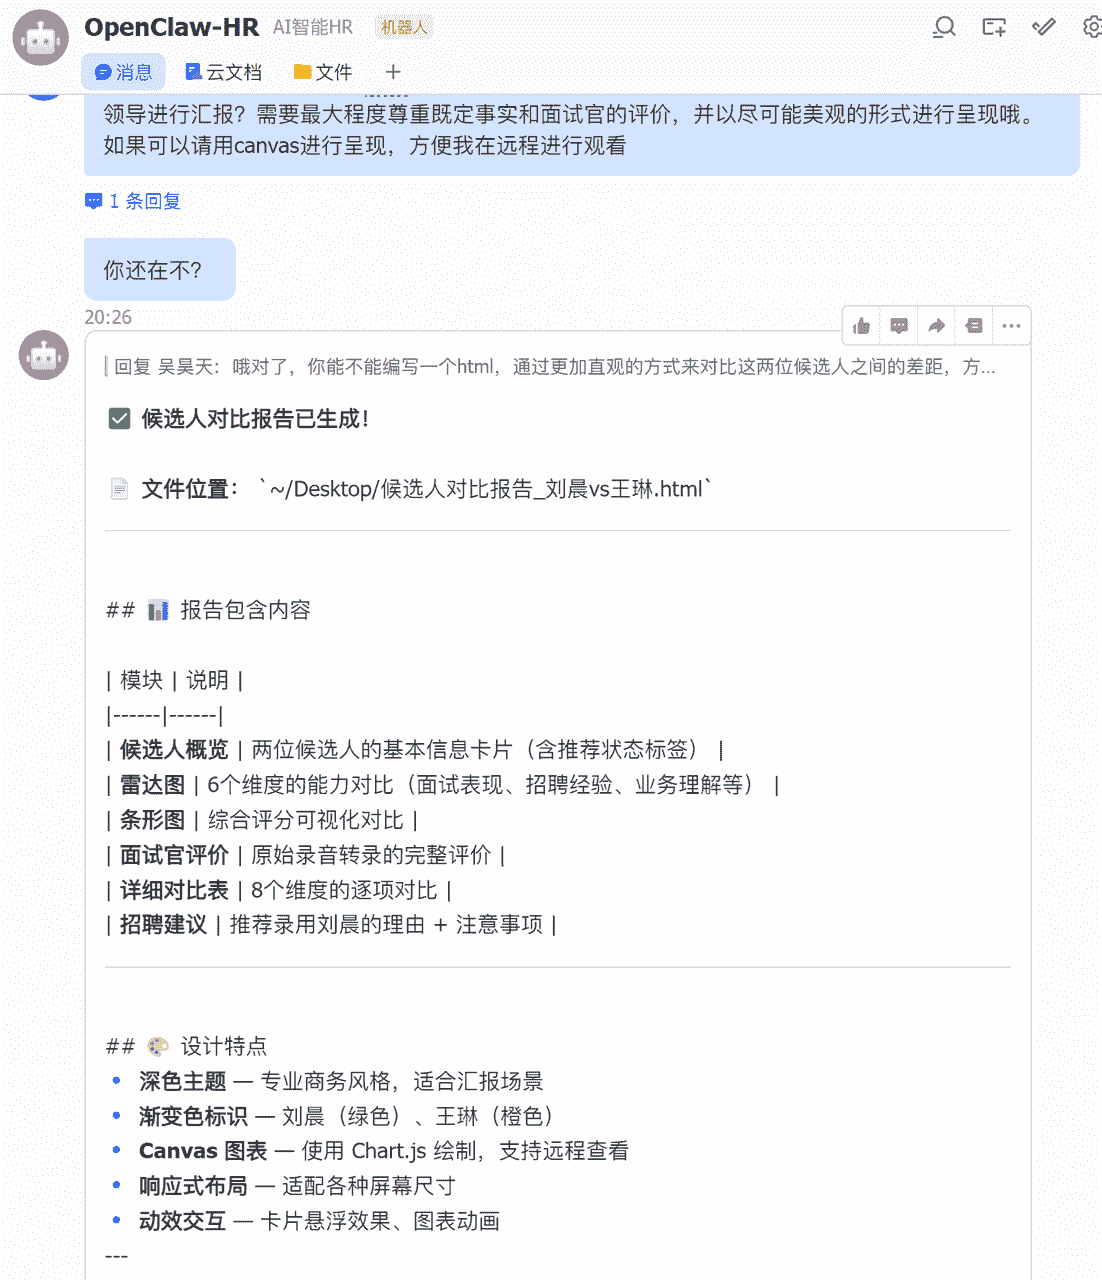 OpenClaw-HR AI智能HR 机器人
消息 云文档 文件 +
领导进行汇报？需要最大程度尊重既定事实和面试官的评价，并以尽可能美观的形式进行呈现哦。
如果可以请用canvas进行呈现，方便我在远程进行观看
1 条回复
你还在不？
20:26
回复 吴昊天：哦对了，你能不能编写一个html，通过更加直观的方式来对比这两位候选人之间的差距，方...
候选人对比报告已生成！
文件位置： `~/Desktop/候选人对比报告_刘晨vs王琳.html`
## 报告包含内容
| 模块 | 说明 |
|------|------|
| 候选人概览 | 两位候选人的基本信息卡片（含推荐状态标签） |
| 雷达图 | 6个维度的能力对比（面试表现、招聘经验、业务理解等） |
| 条形图 | 综合评分可视化对比 |
| 面试官评价 | 原始录音转录的完整评价 |
| 详细对比表 | 8个维度的逐项对比 |
| 招聘建议 | 推荐录用刘晨的理由 + 注意事项 |
## 设计特点
• 深色主题 — 专业商务风格，适合汇报场景
• 渐变色标识 — 刘晨（绿色）、王琳（橙色）
• Canvas 图表 — 使用 Chart.js 绘制，支持远程查看
• 响应式布局 — 适配各种屏幕尺寸
• 动效交互 — 卡片悬浮效果、图表动画
---